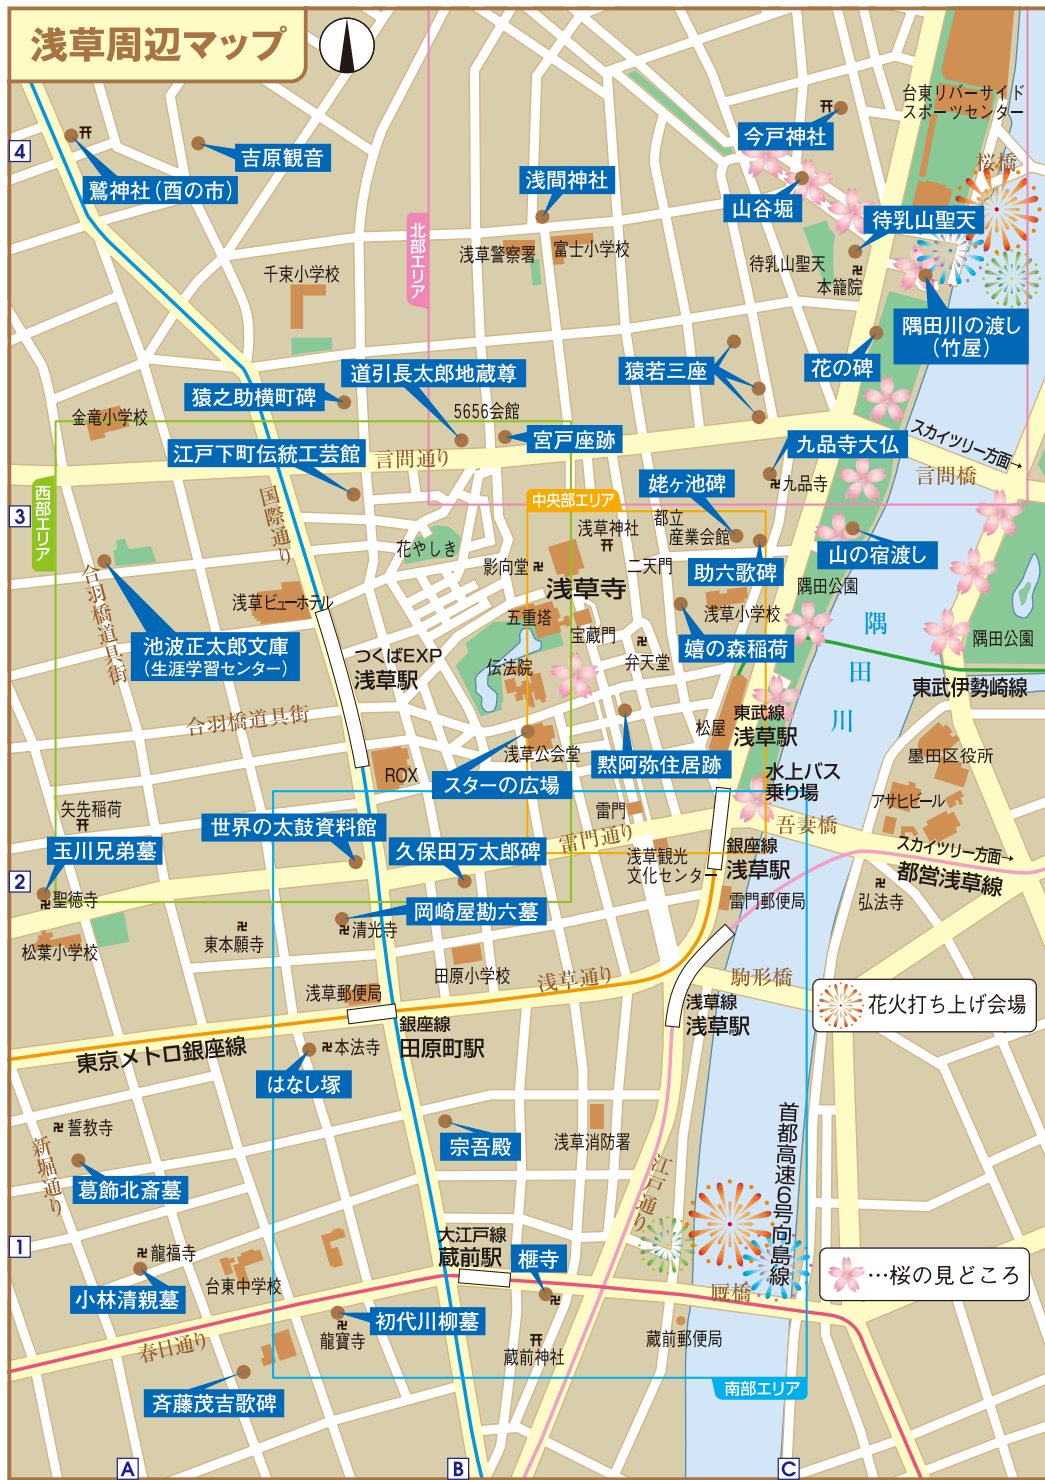 浅草周辺マップ
台東リバーサイド
スポーツセンター
桜橋
今戸神社
4
吉原観音
鷲神社(酉の市)
浅間神社
山谷堀
待乳山聖天
北部エリア
浅草警察署
富士小学校
待乳山聖天
本龍院
千束小学校
隅田川の渡し
(竹屋)
花の碑
猿若三座
道引長太郎地蔵尊
猿之助横町碑
5656会館
金竜小学校
宮戸座跡
スカイツリー方面→
江戸下町伝統工芸館
言問通り
九品寺大仏
言問橋
九品寺
姥ヶ池碑
西部エリア
国際通り
中央部エリア
3
都立
産業会館
浅草神社
山の宿渡し
花やしき
影向堂
二天門
助六歌碑
浅草寺
隅田公園
合羽橋道具街
浅草ビューホテル
五重塔
浅草小学校
宝蔵門
隅田川
隅田公園
池波正太郎文庫
(生涯学習センター)
嬉の森稲荷
弁天堂
つくばEXP
浅草駅
伝法院
東武伊勢崎線
合羽橋道具街
松屋
東武線
浅草駅
浅草公会堂
黙阿弥住居跡
墨田区役所
ROX
スターの広場
水上バス
乗り場
アサヒビール
矢先稲荷
雷門
世界の太鼓資料館
雷門通り
吾妻橋
玉川兄弟墓
久保田万太郎碑
浅草観光
文化センター
銀座線
浅草駅
スカイツリー方面→
都営浅草線
2
聖徳寺
岡崎屋勘六墓
雷門郵便局
弘法寺
清光寺
東本願寺
松葉小学校
田原小学校
浅草通り
駒形橋
浅草郵便局
浅草線
浅草駅
花火打ち上げ会場
銀座線
田原町駅
東京メトロ銀座線
本法寺
はなし塚
誓教寺
宗吾殿
浅草消防署
首都高速6号向島線
新堀通り
江戸通り
葛飾北斎墓
1
大江戸線
蔵前駅
龍福寺
榧寺
台東中学校
…桜の見どころ
小林清親墓
厩橋
初代川柳墓
春日通り
龍寶寺
蔵前神社
蔵前郵便局
南部エリア
斉藤茂吉歌碑
A
B
C